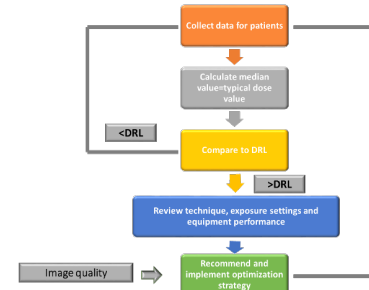 Collect data for patients
Calculate median
value=typical dose
value
<DRL
Compare to DRL
>DRL
Review technique, exposure settings and
equipment performance
Image quality
Recommend and
implement optimization
strategy